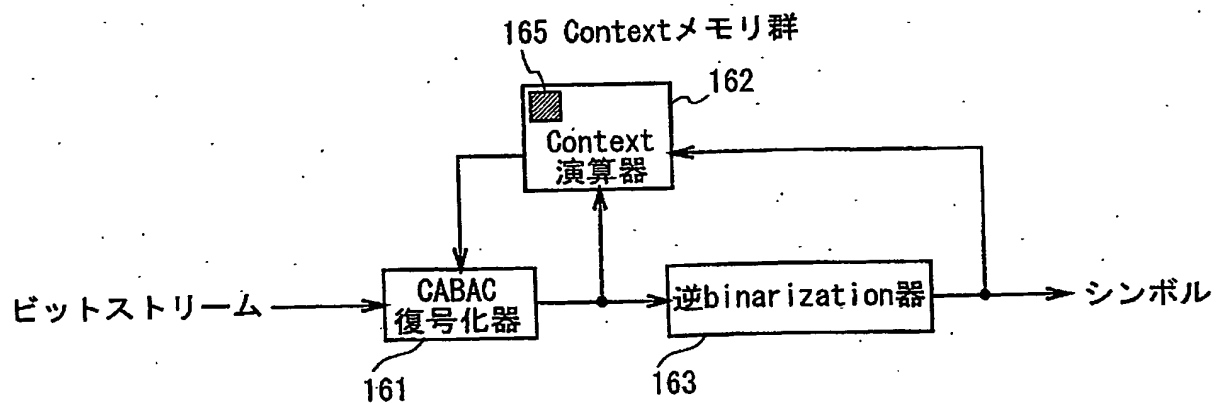 165 Contextメモリ群
162
Context
演算器
ビットストリーム
CABAC
復号化器
逆binarization器
シンボル
161
163